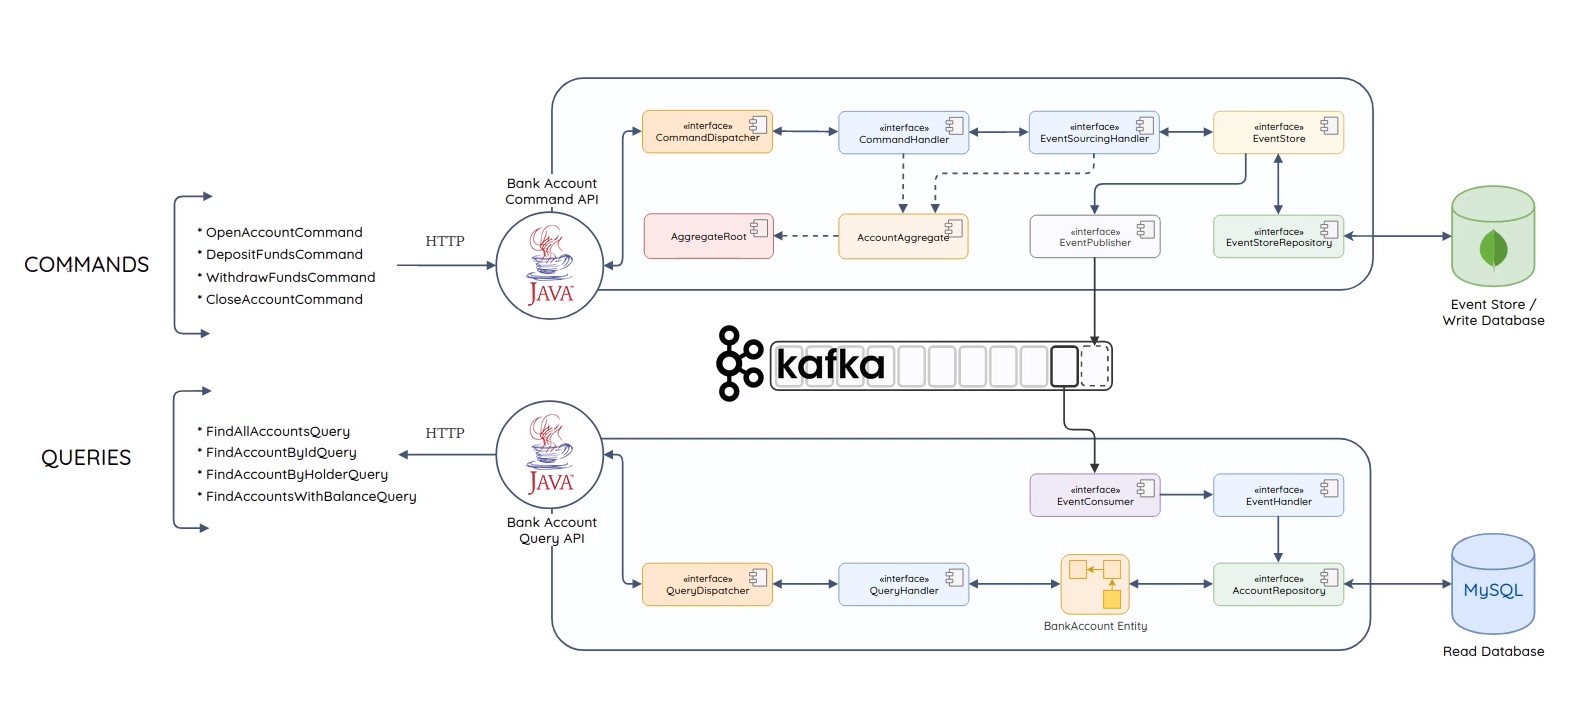 COMMANDS
* OpenAccountCommand
* DepositFundsCommand
* WithdrawFundsCommand
* CloseAccountCommand
HTTP
Bank Account
Command API
JAVA™
«interface»
CommandDispatcher
«interface»
CommandHandler
«interface»
EventSourcingHandler
«interface»
EventStore
AggregateRoot
AccountAggregate
«interface»
EventPublisher
«interface»
EventStoreRepository
Event Store /
Write Database
kafka
QUERIES
* FindAllAccountsQuery
* FindAccountByIdQuery
* FindAccountByHolderQuery
* FindAccountsWithBalanceQuery
HTTP
JAVA™
Bank Account
Query API
«interface»
EventConsumer
«interface»
EventHandler
«interface»
QueryDispatcher
«interface»
QueryHandler
BankAccount Entity
«interface»
AccountRepository
MySQL
Read Database